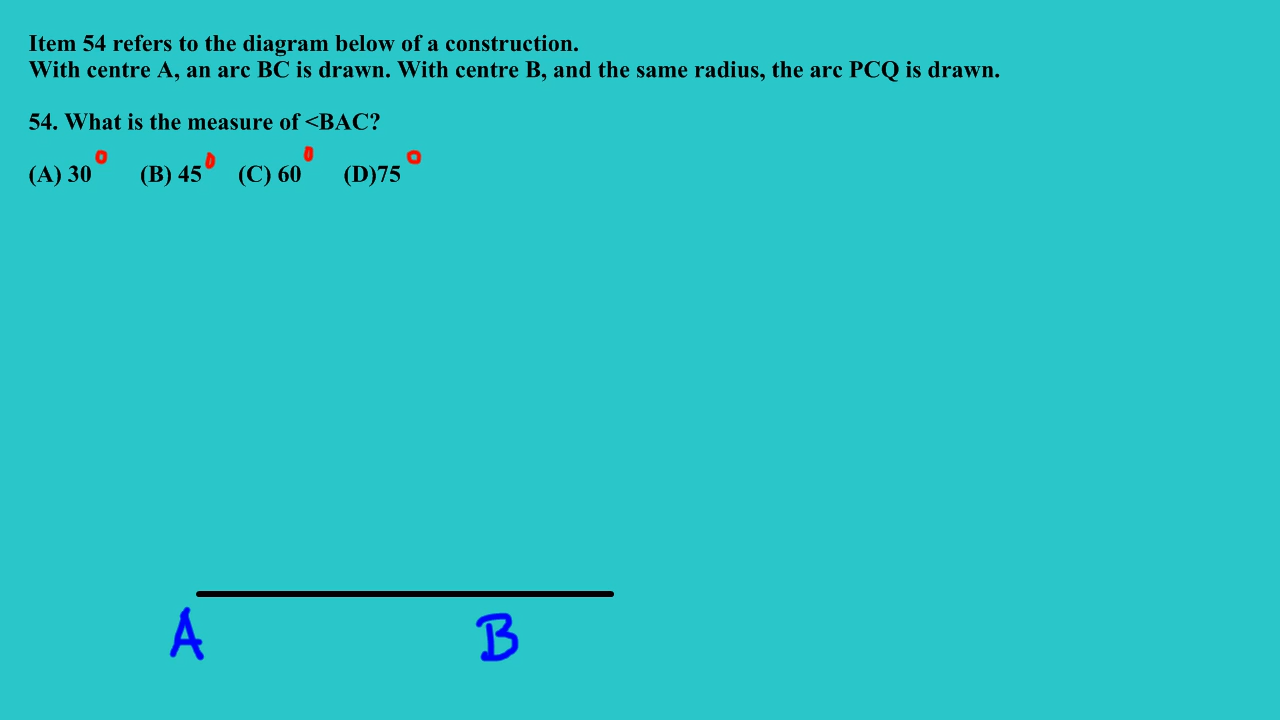 Item 54 refers to the diagram below of a construction.
With centre A, an arc BC is drawn. With centre B, and the same radius, the arc PCQ is drawn.
54. What is the measure of <BAC?
(A) 30° (B) 45° (C) 60° (D)75°
A B